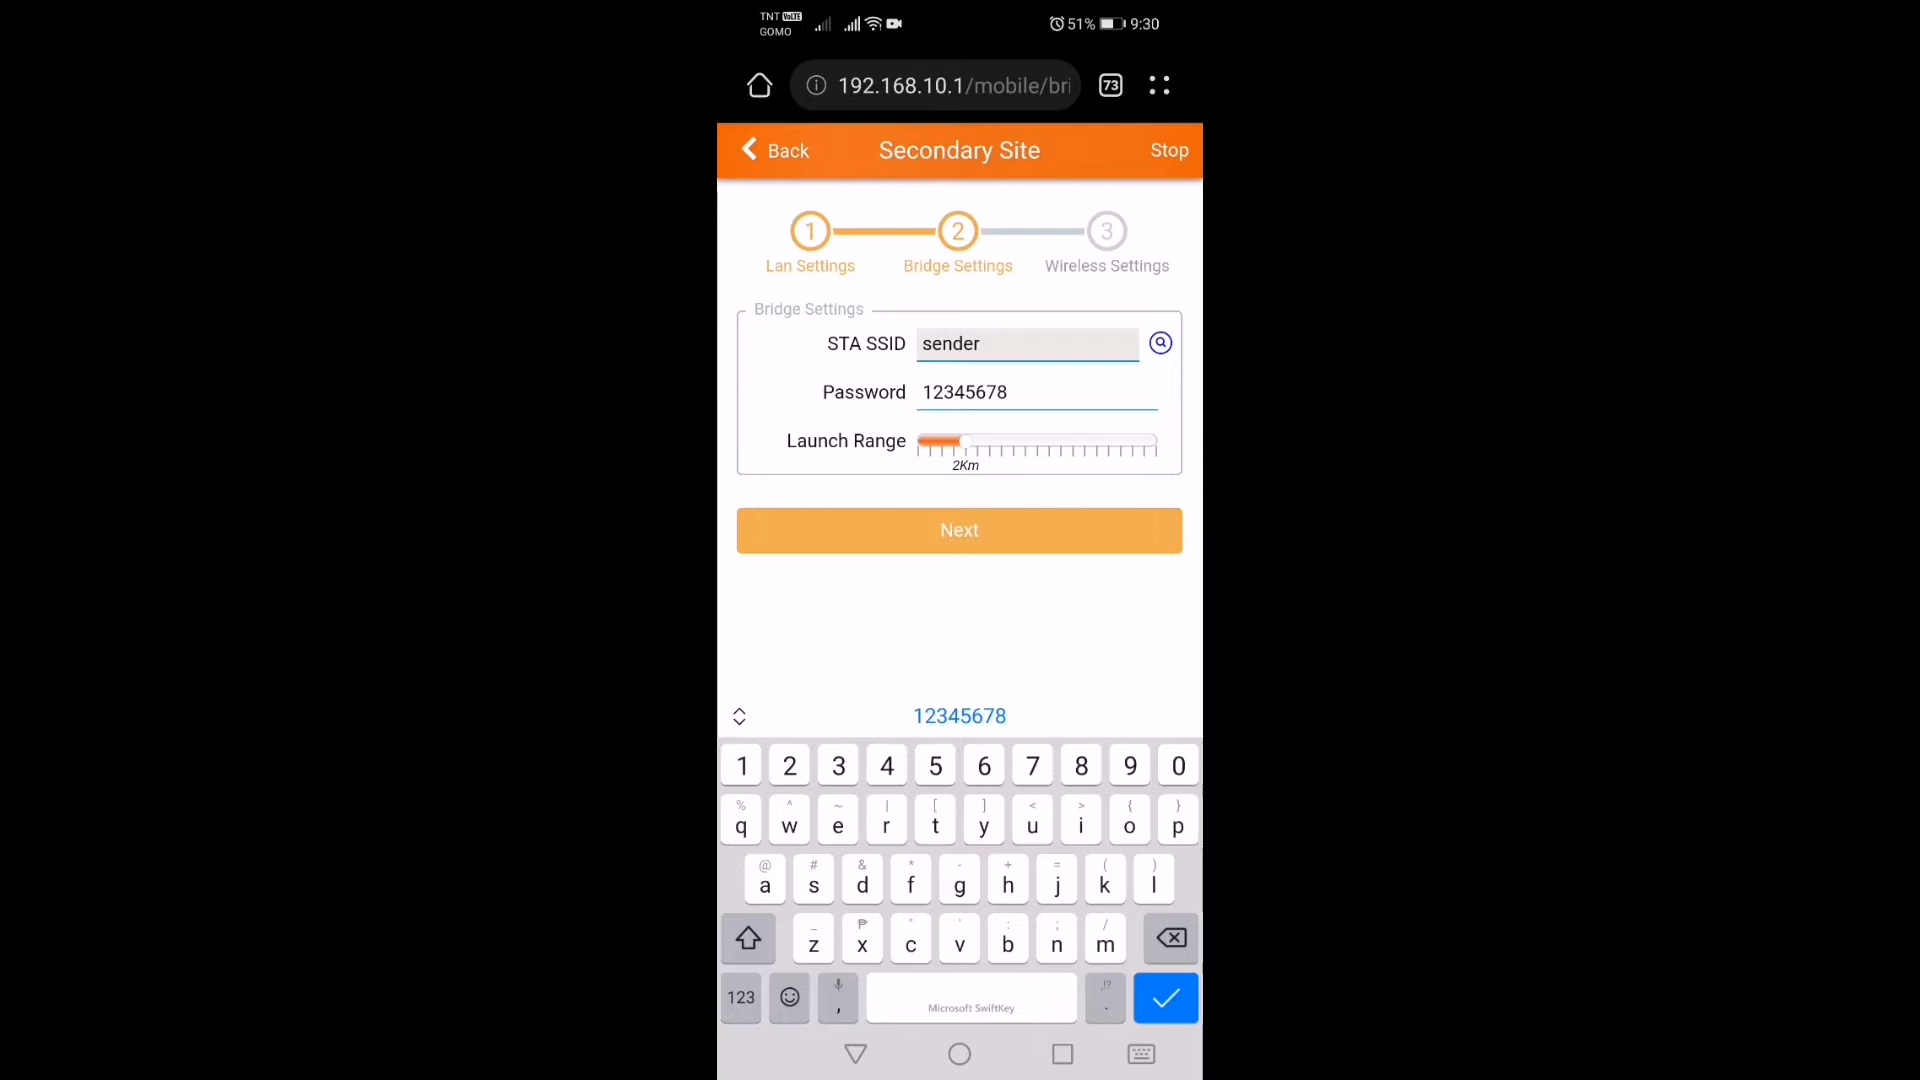 TNT VoLTE
GOMO
51% 9:30
192.168.10.1/mobile/bri
73
Back Secondary Site Stop
1 2 3
Lan Settings Bridge Settings Wireless Settings
Bridge Settings
STA SSID sender
Password 12345678
Launch Range
2Km
Next
12345678
1 2 3 4 5 6 7 8 9 0
% ^ ~ | [ ] < > { }
q w e r t y u i o p
@ # & * - + = ( )
a s d f g h j k l
_ ₱ " ' : ; /
z x c v b n m
123 , Microsoft SwiftKey ,!? .